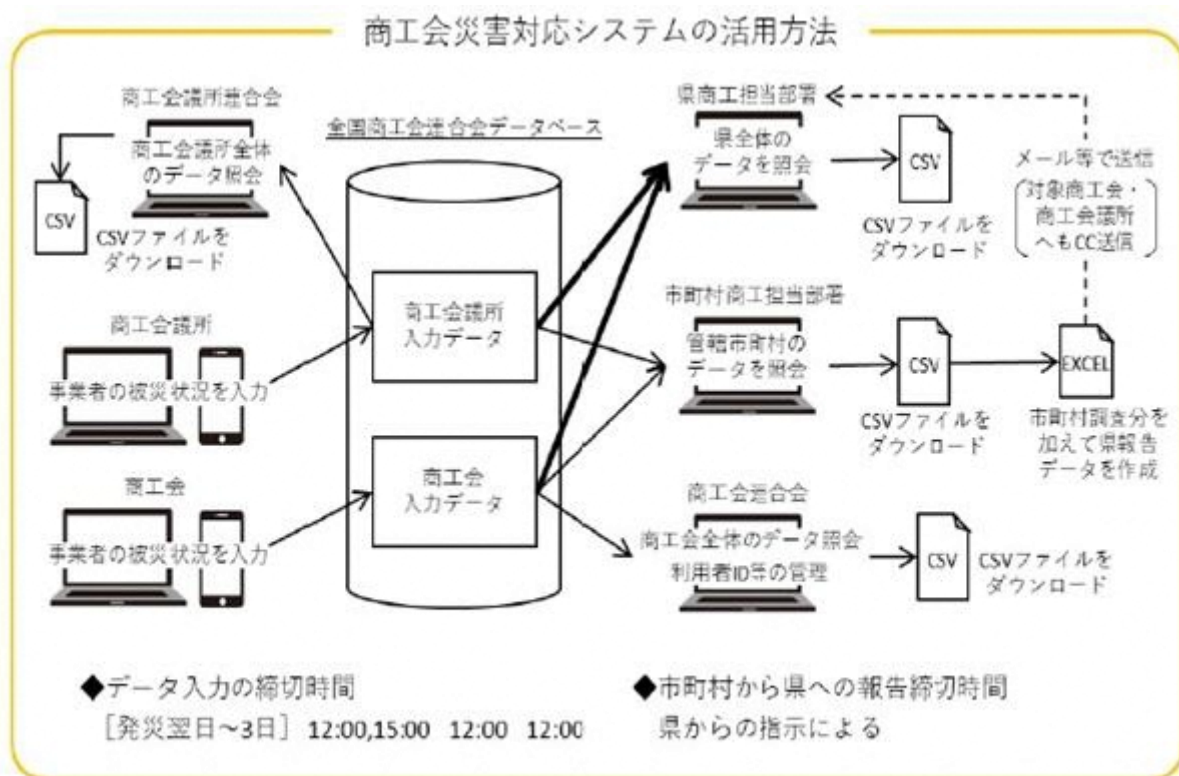 商工会災害対応システムの活用方法
商工会議所連合会
商工会議所全体
のデータ照会
CSV
CSVファイルを
ダウンロード
商工会議所
事業者の被災状況を入力
商工会
事業者の被災状況を入力
全国商工会連合会データベース
商工会議所
入力データ
商工会
入力データ
県商工担当部署
県全体の
データを照会
CSV
CSVファイルを
ダウンロード
メール等で送信
対象商工会・
商工会議所
へもCC送信
市町村商工担当部署
管轄市町村の
データを照会
CSV
CSVファイルを
ダウンロード
EXCEL
市町村調査分を
加えて県報告
データを作成
商工会連合会
商工会全体のデータ照会
利用者ID等の管理
CSV
CSVファイルを
ダウンロード
◆データ入力の締切時間
[発災翌日～3日] 12:00,15:00 12:00 12:00
◆市町村から県への報告締切時間
県からの指示による